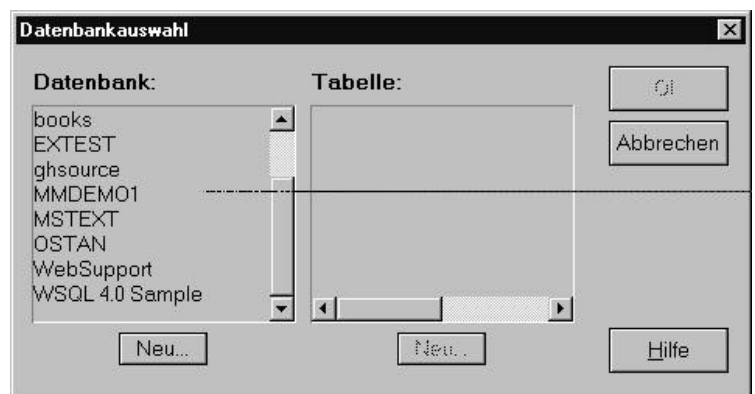 Datenbankauswahl
Datenbank:
books
EXTEST
ghsource
MMDEMO1
MSTEXT
OSTAN
WebSupport
WSQL 4.0 Sample
Neu...
Tabelle:
Neu...
Abbrechen
Hilfe